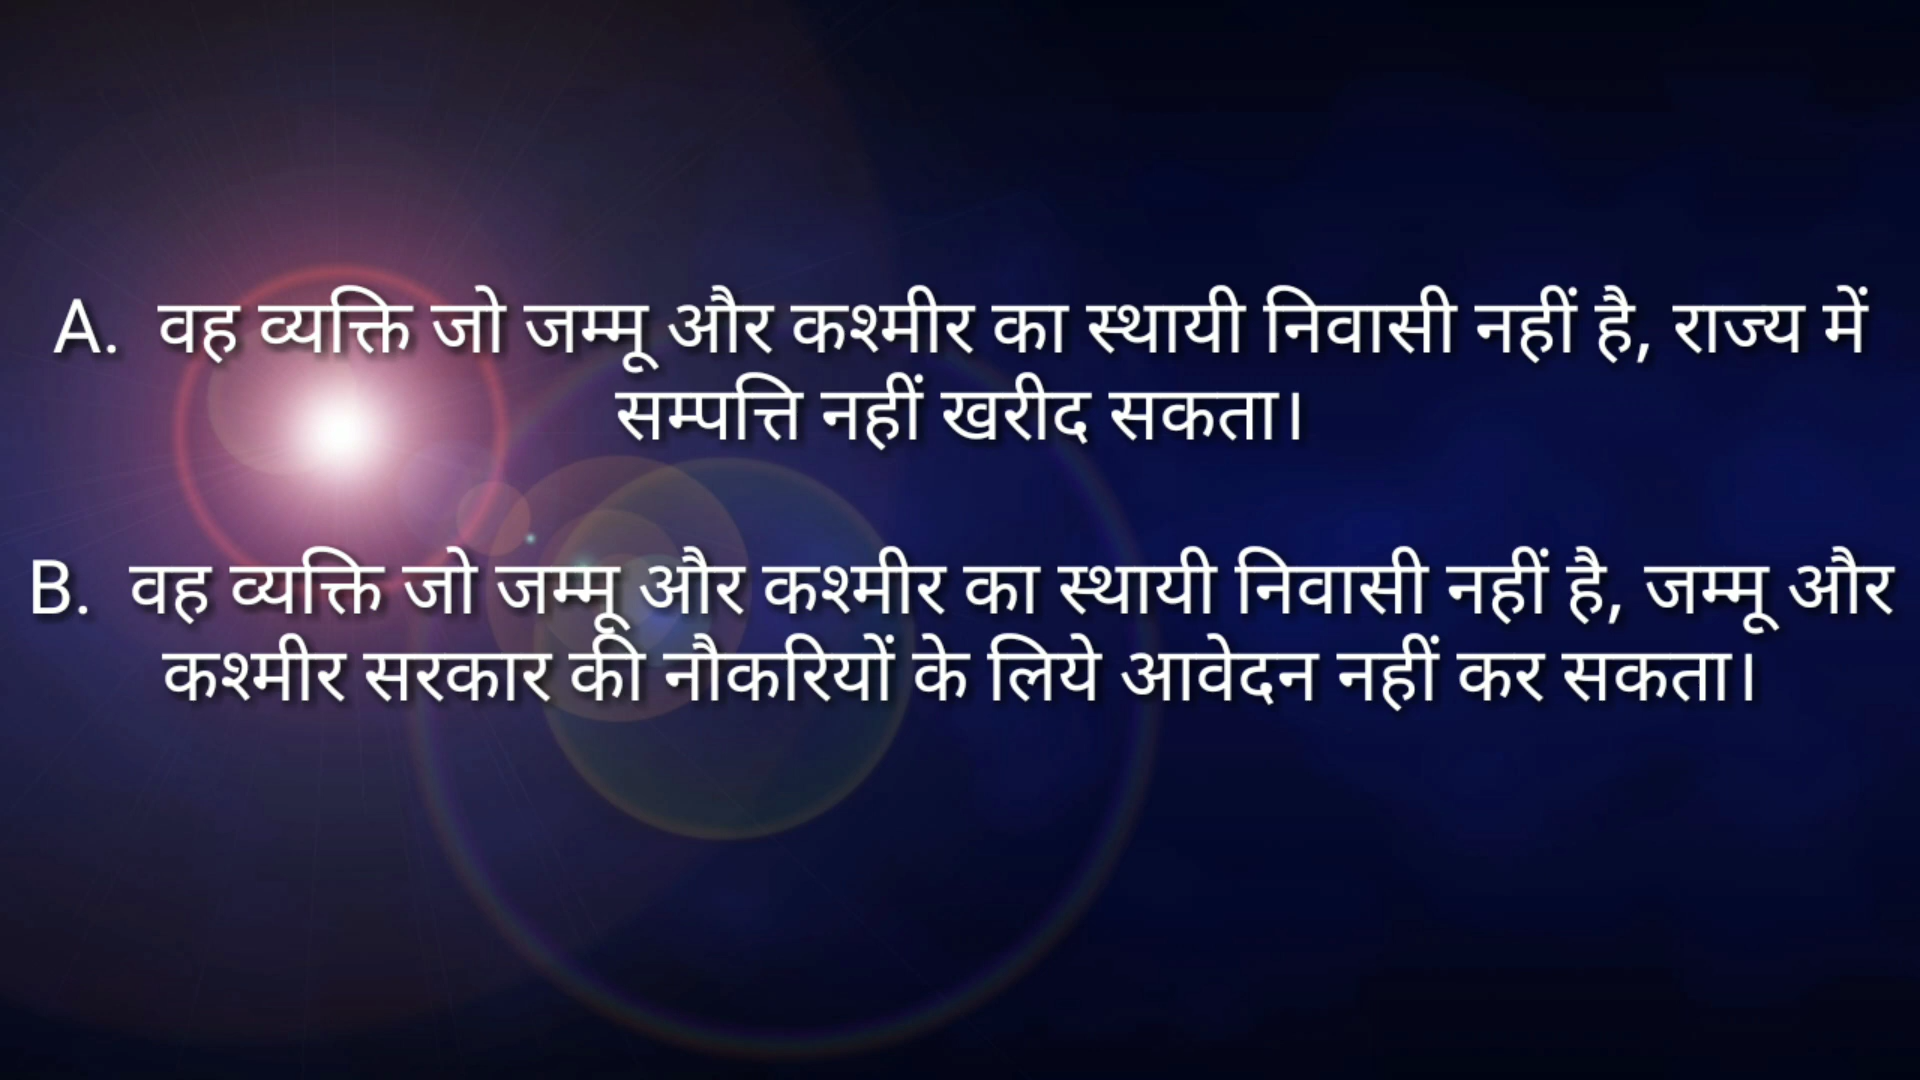 A. वह व्यक्ति जो जम्मू और कश्मीर का स्थायी निवासी नहीं है, राज्य में
सम्पत्ति नहीं खरीद सकता।
B. वह व्यक्ति जो जम्मू और कश्मीर का स्थायी निवासी नहीं है, जम्मू और
कश्मीर सरकार की नौकरियों के लिये आवेदन नहीं कर सकता।